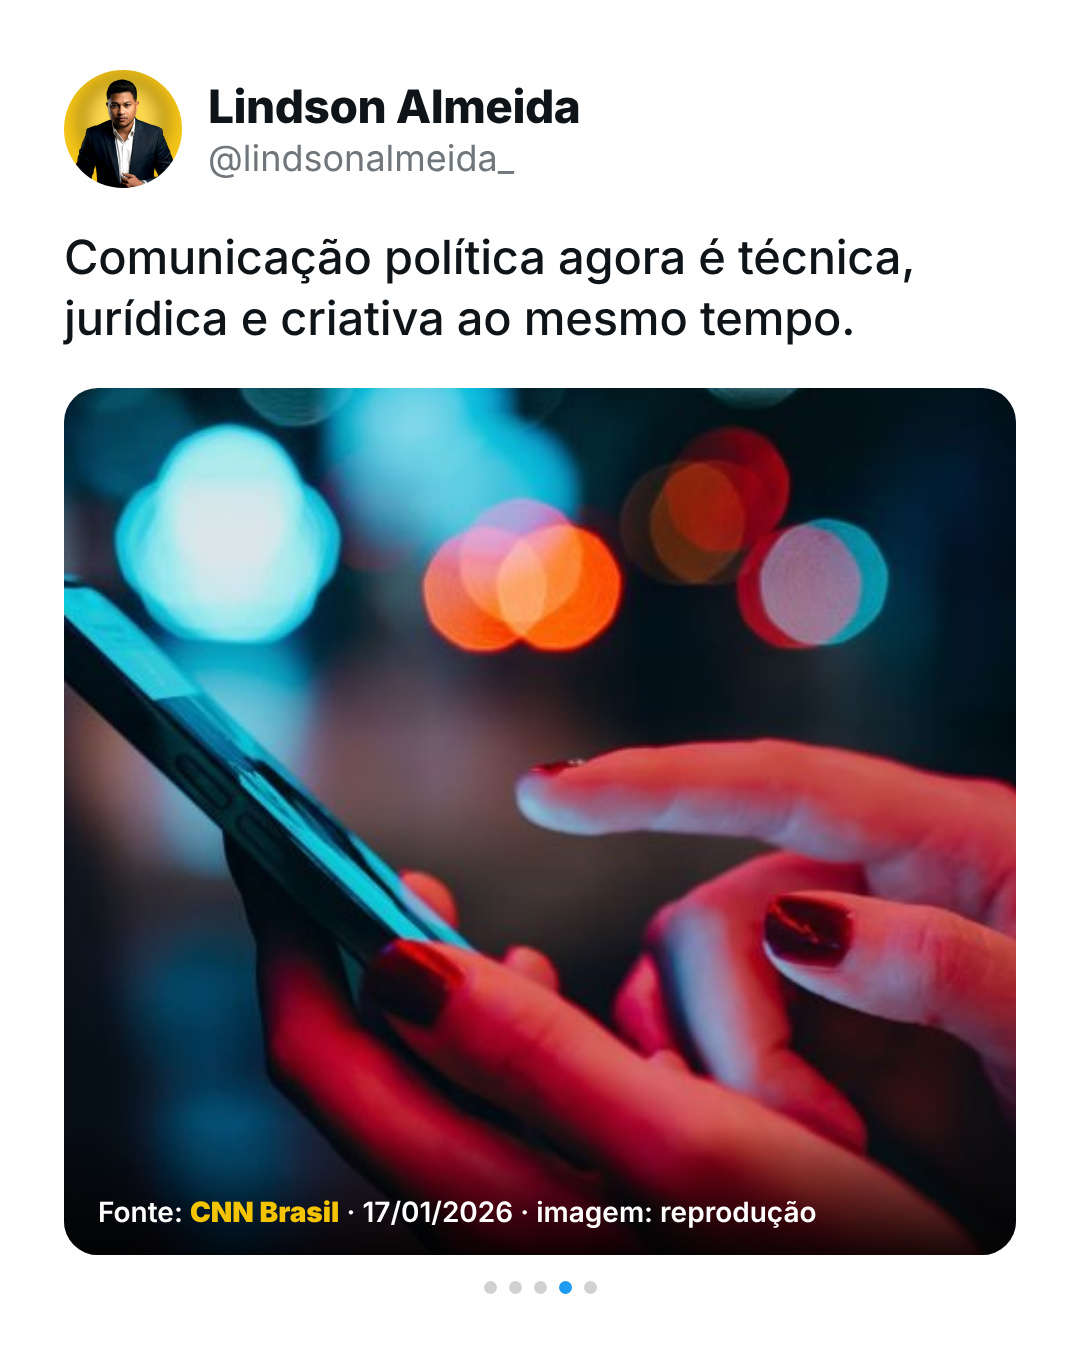 Lindson Almeida
@lindsonalmeida_
Comunicação política agora é técnica,
jurídica e criativa ao mesmo tempo.
Fonte: CNN Brasil · 17/01/2026 · imagem: reprodução